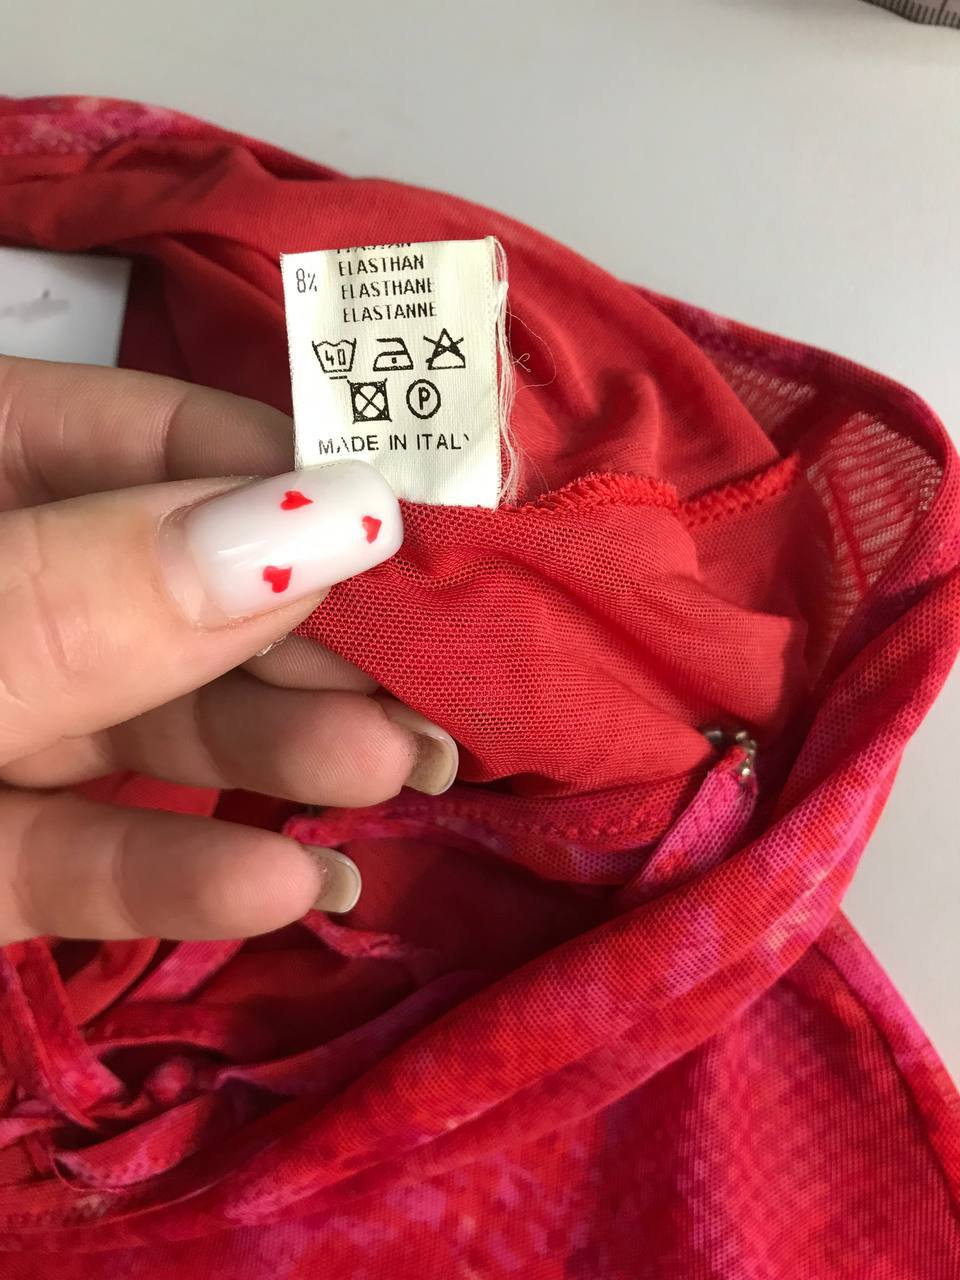 8% ELASTHAN
ELASTHANE
ELASTANNE
40
P
MADE IN ITALY